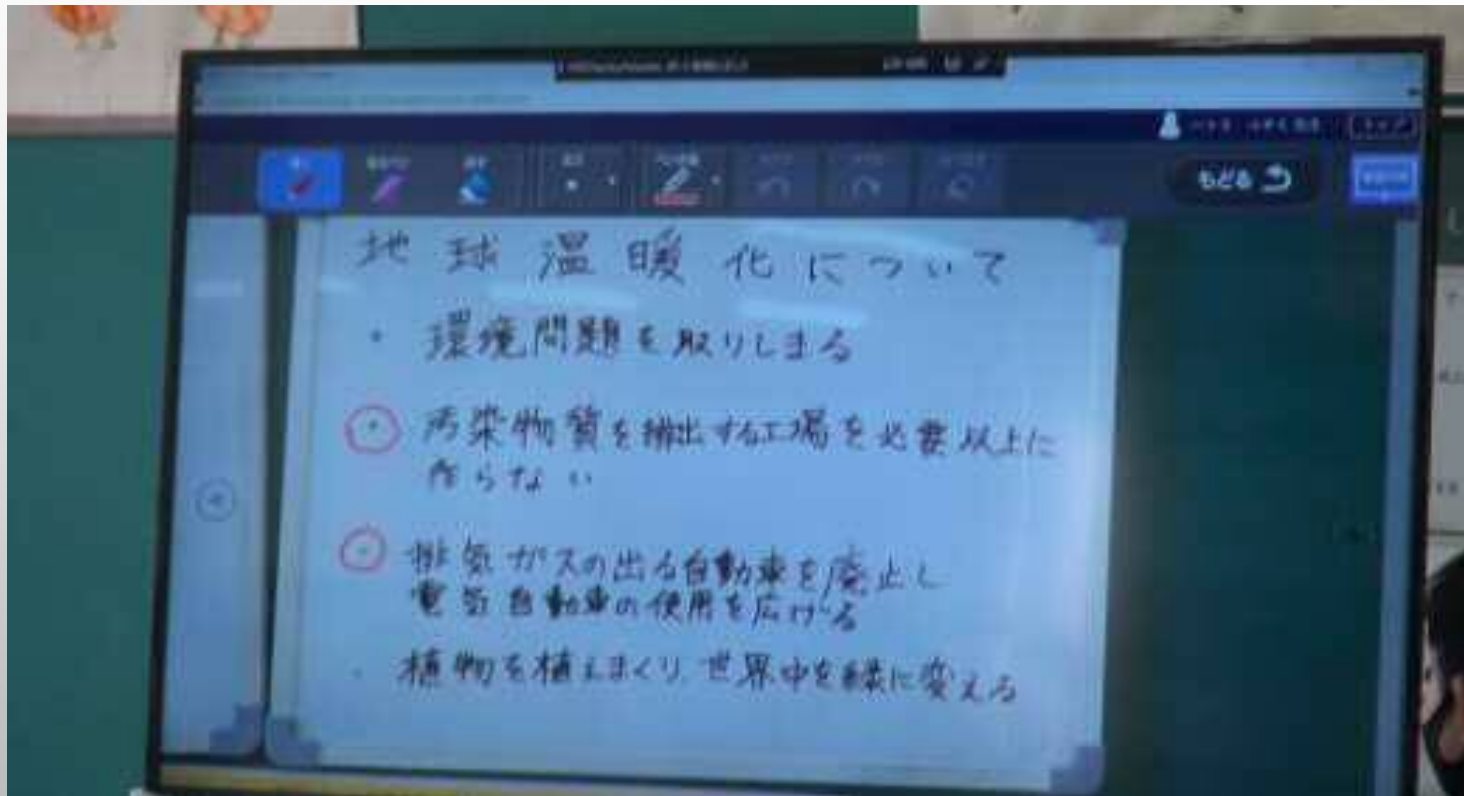 もどる
地球温暖化について
・環境問題を取りしまる
・汚染物質を排出する工場を必要以上に
作らない
・排気ガスの出る自動車を廃止し
電気自動車の使用を広げる
・植物を植えまくり世界中を緑に変える